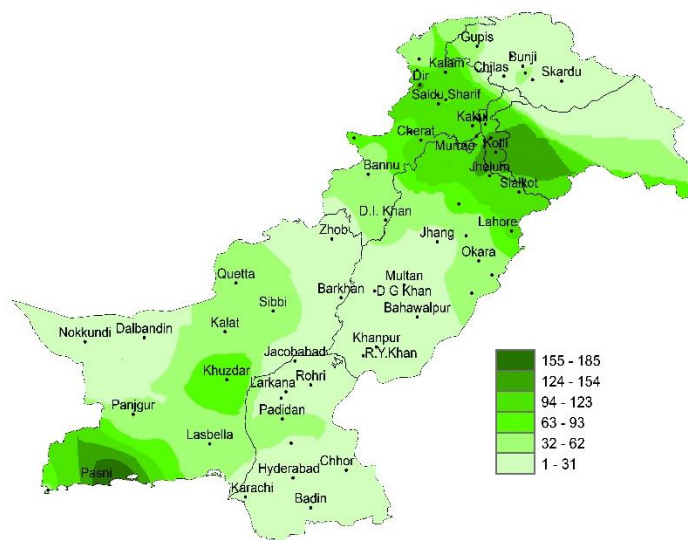 Gupis
Bunji
Kalam
Chilas
Skardu
Dir
Saidu Sharif
Kakul
Cherat
Murree
Kotli
Bannu
Jhelum
Sialkot
D.I. Khan
Zhob
Jhang
Lahore
Okara
Quetta
Multan
Barkhan
D G Khan
Sibbi
Bahawalpur
Nokkundi
Dalbandin
Kalat
Khanpur
R.Y.Khan
Jacobabad
Khuzdar
Larkana
Rohri
Panjgur
Padidan
Lasbella
Pasni
Hyderabad
Chhor
Karachi
Badin
155 - 185
124 - 154
94 - 123
63 - 93
32 - 62
1 - 31